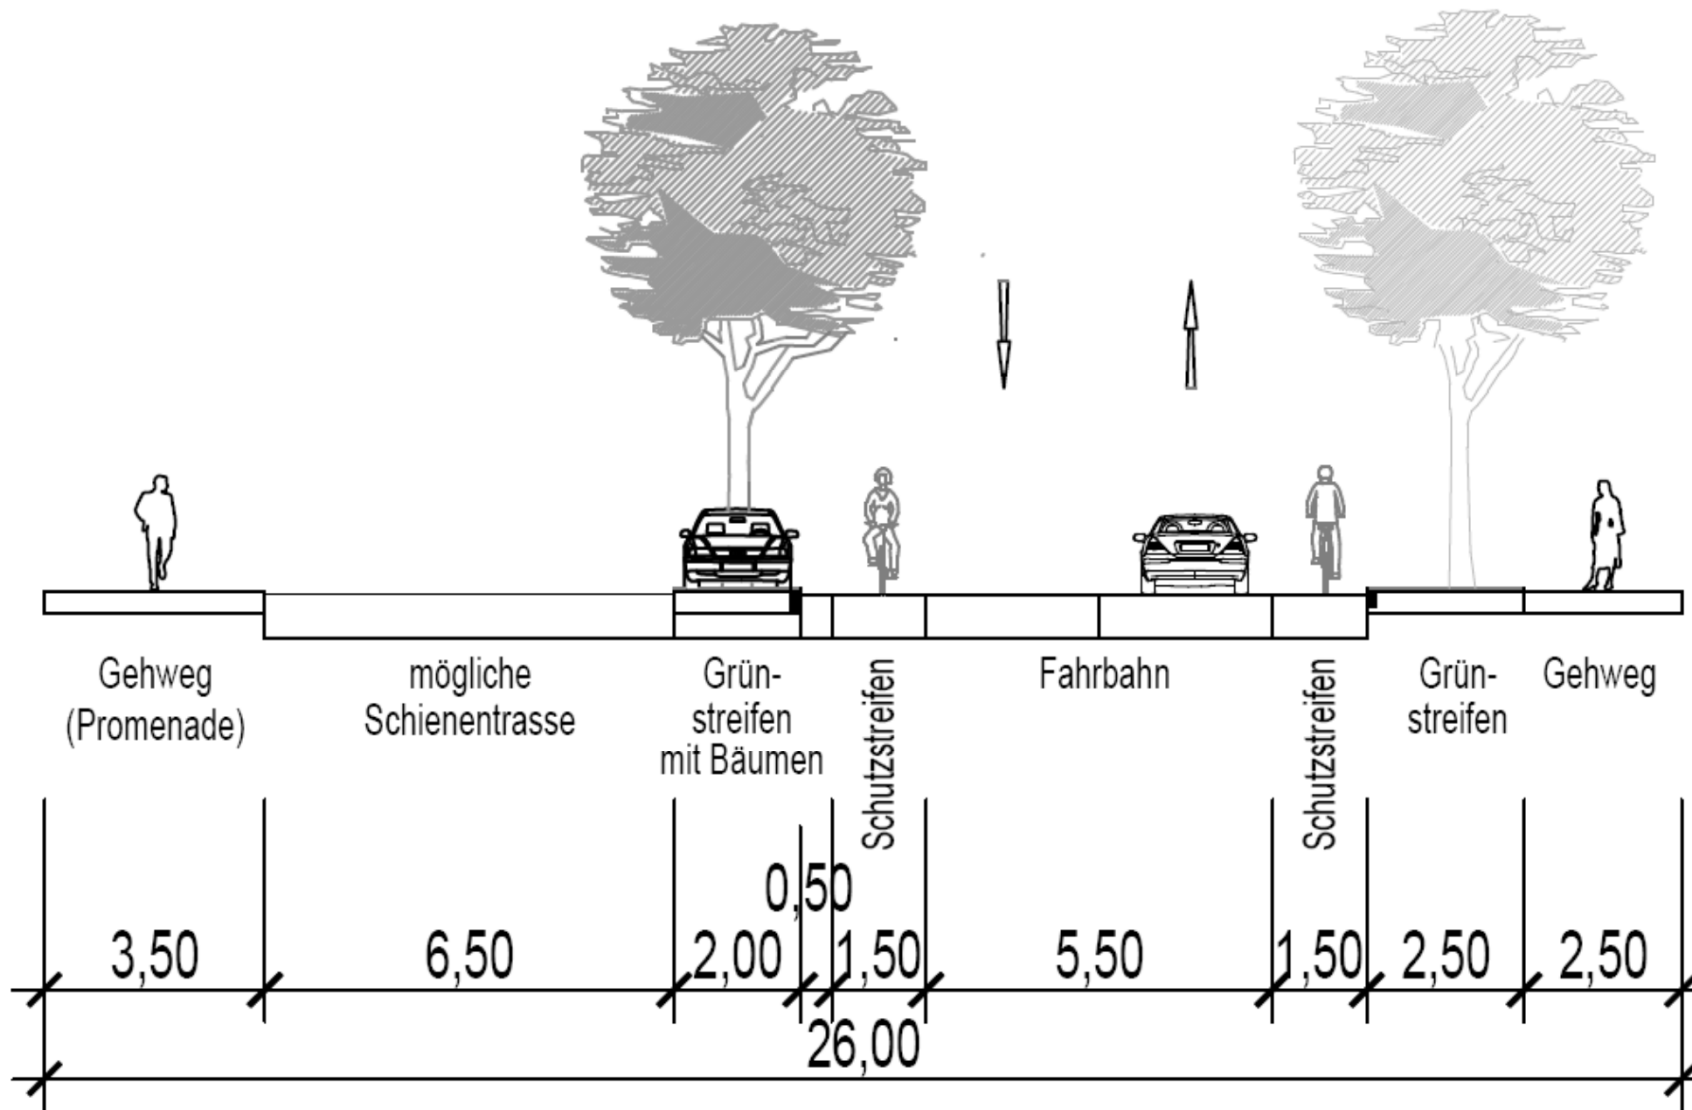 Gehweg
(Promenade)
mögliche
Schienentrasse
Grün-
streifen
mit Bäumen
Schutzstreifen
Fahrbahn
Schutzstreifen
Grün-
streifen
Gehweg
0,50
3,50 6,50 2,00 1,50 5,50 1,50 2,50 2,50
26,00